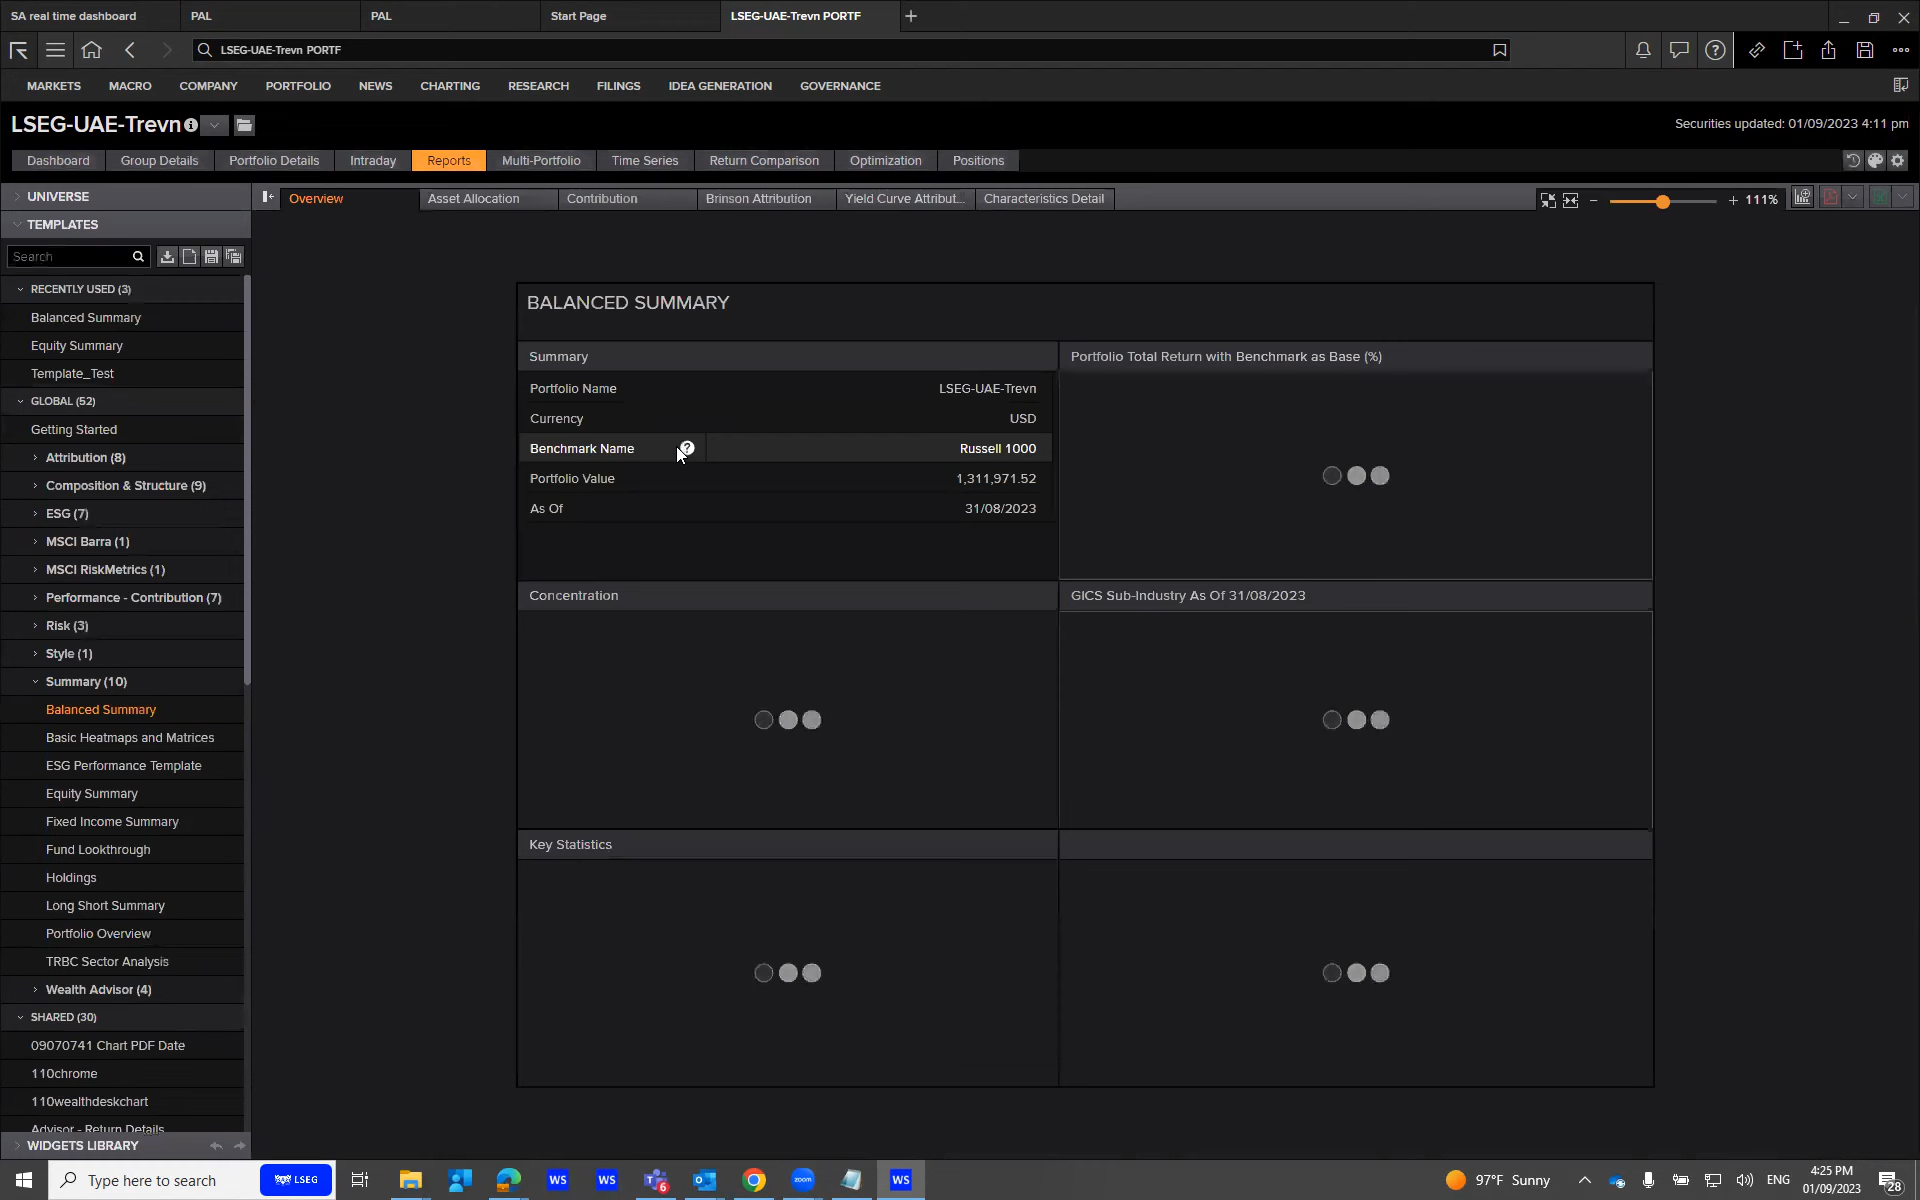 SA real time dashboard
PAL
PAL
Start Page
LSEG-UAE-Trevn PORTF
LSEG-UAE-Trevn PORTF
MARKETS
MACRO
COMPANY
PORTFOLIO
NEWS
CHARTING
RESEARCH
FILINGS
IDEA GENERATION
GOVERNANCE
LSEG-UAE-Trevn
Securities updated: 01/09/2023 4:11 pm
Dashboard
Group Details
Portfolio Details
Intraday
Reports
Multi-Portfolio
Time Series
Return Comparison
Optimization
Positions
UNIVERSE
TEMPLATES
Search
RECENTLY USED (3)
Balanced Summary
Equity Summary
Template_Test
GLOBAL (52)
Getting Started
Attribution (8)
Composition & Structure (9)
ESG (7)
MSCI Barra (1)
MSCI RiskMetrics (1)
Performance - Contribution (7)
Risk (3)
Style (1)
Summary (10)
Balanced Summary
Basic Heatmaps and Matrices
ESG Performance Template
Equity Summary
Fixed Income Summary
Fund Lookthrough
Holdings
Long Short Summary
Portfolio Overview
TRBC Sector Analysis
Wealth Advisor (4)
SHARED (30)
09070741 Chart PDF Date
110chrome
110wealthdeskchart
Advisor - Return Details
WIDGETS LIBRARY
Overview
Asset Allocation
Contribution
Brinson Attribution
Yield Curve Attribut...
Characteristics Detail
111%
BALANCED SUMMARY
Summary
Portfolio Name LSEG-UAE-Trevn
Currency USD
Benchmark Name ? Russell 1000
Portfolio Value 1,311,971.52
As Of 31/08/2023
Portfolio Total Return with Benchmark as Base (%)
Concentration
GICS Sub-Industry As Of 31/08/2023
Key Statistics
Type here to search
LSEG
WS
WS
6
zoom
WS
97°F Sunny
ENG
4:25 PM
01/09/2023
28